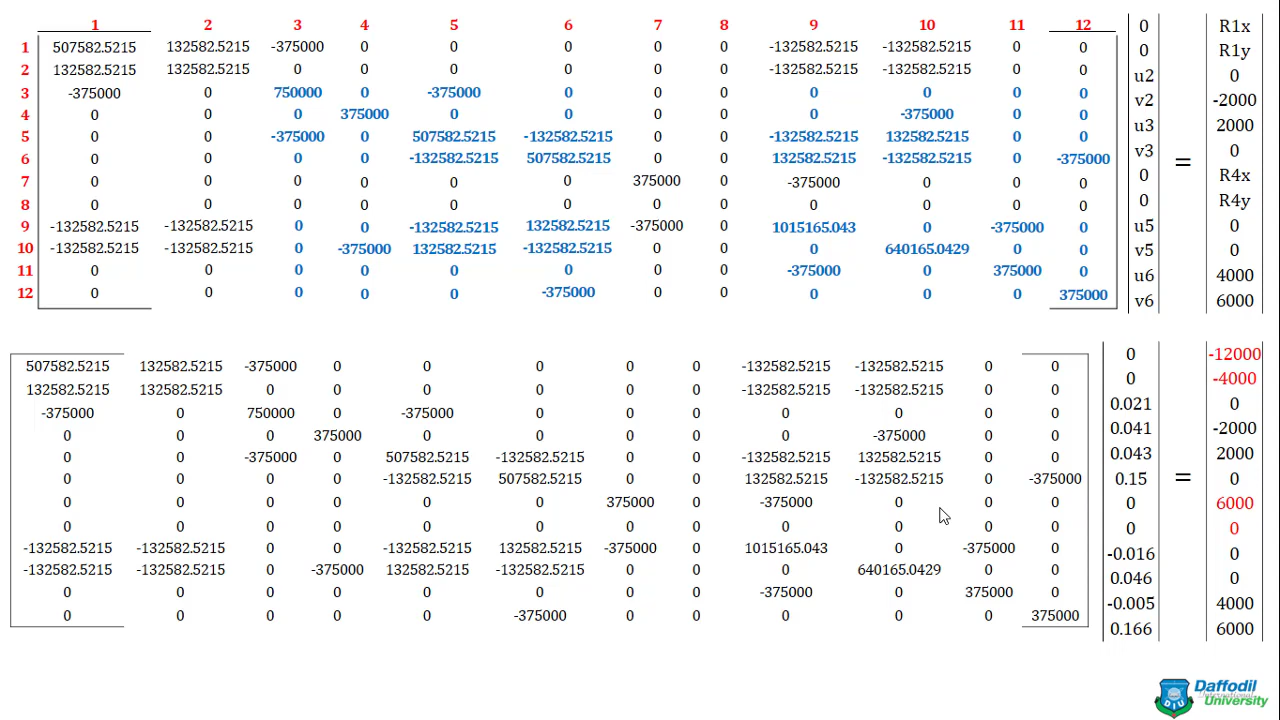 1 2 3 4 5 6 7 8 9 10 11 12
1 507582.5215 132582.5215 -375000 0 0 0 0 0 -132582.5215 -132582.5215 0 0 0 R1x
2 132582.5215 132582.5215 0 0 0 0 0 0 -132582.5215 -132582.5215 0 0 0 R1y
3 -375000 0 750000 0 -375000 0 0 0 0 0 0 0 u2 0
4 0 0 0 375000 0 0 0 0 0 -375000 0 0 v2 -2000
5 0 0 -375000 0 507582.5215 -132582.5215 0 0 -132582.5215 132582.5215 0 0 u3 2000
6 0 0 0 0 -132582.5215 507582.5215 0 0 132582.5215 -132582.5215 0 -375000 v3 = 0
7 0 0 0 0 0 0 375000 0 -375000 0 0 0 0 R4x
8 0 0 0 0 0 0 0 0 0 0 0 0 0 R4y
9 -132582.5215 -132582.5215 0 0 -132582.5215 132582.5215 -375000 0 1015165.043 0 -375000 0 u5 0
10 -132582.5215 -132582.5215 0 -375000 132582.5215 -132582.5215 0 0 0 640165.0429 0 0 v5 0
11 0 0 0 0 0 0 0 0 -375000 0 375000 0 u6 4000
12 0 0 0 0 0 -375000 0 0 0 0 0 375000 v6 6000
507582.5215 132582.5215 -375000 0 0 0 0 0 -132582.5215 -132582.5215 0 0 0 -12000
132582.5215 132582.5215 0 0 0 0 0 0 -132582.5215 -132582.5215 0 0 0 -4000
-375000 0 750000 0 -375000 0 0 0 0 0 0 0.021 0
0 0 0 375000 0 0 0 0 0 -375000 0 0 0.041 -2000
0 0 -375000 0 507582.5215 -132582.5215 0 0 -132582.5215 132582.5215 0 0 0.043 2000
0 0 0 0 -132582.5215 507582.5215 0 0 132582.5215 -132582.5215 0 -375000 0.15 = 0
0 0 0 0 0 0 375000 0 -375000 0 0 0 0 6000
0 0 0 0 0 0 0 0 0 0 0 0 0 0
-132582.5215 -132582.5215 0 0 -132582.5215 132582.5215 -375000 0 1015165.043 0 -375000 0 -0.016 0
-132582.5215 -132582.5215 0 -375000 132582.5215 -132582.5215 0 0 0 640165.0429 0 0 0.046 0
0 0 0 0 0 0 0 0 -375000 0 375000 0 -0.005 4000
0 0 0 0 0 -375000 0 0 0 0 0 375000 0.166 6000
Daffodil
International
University
DIU